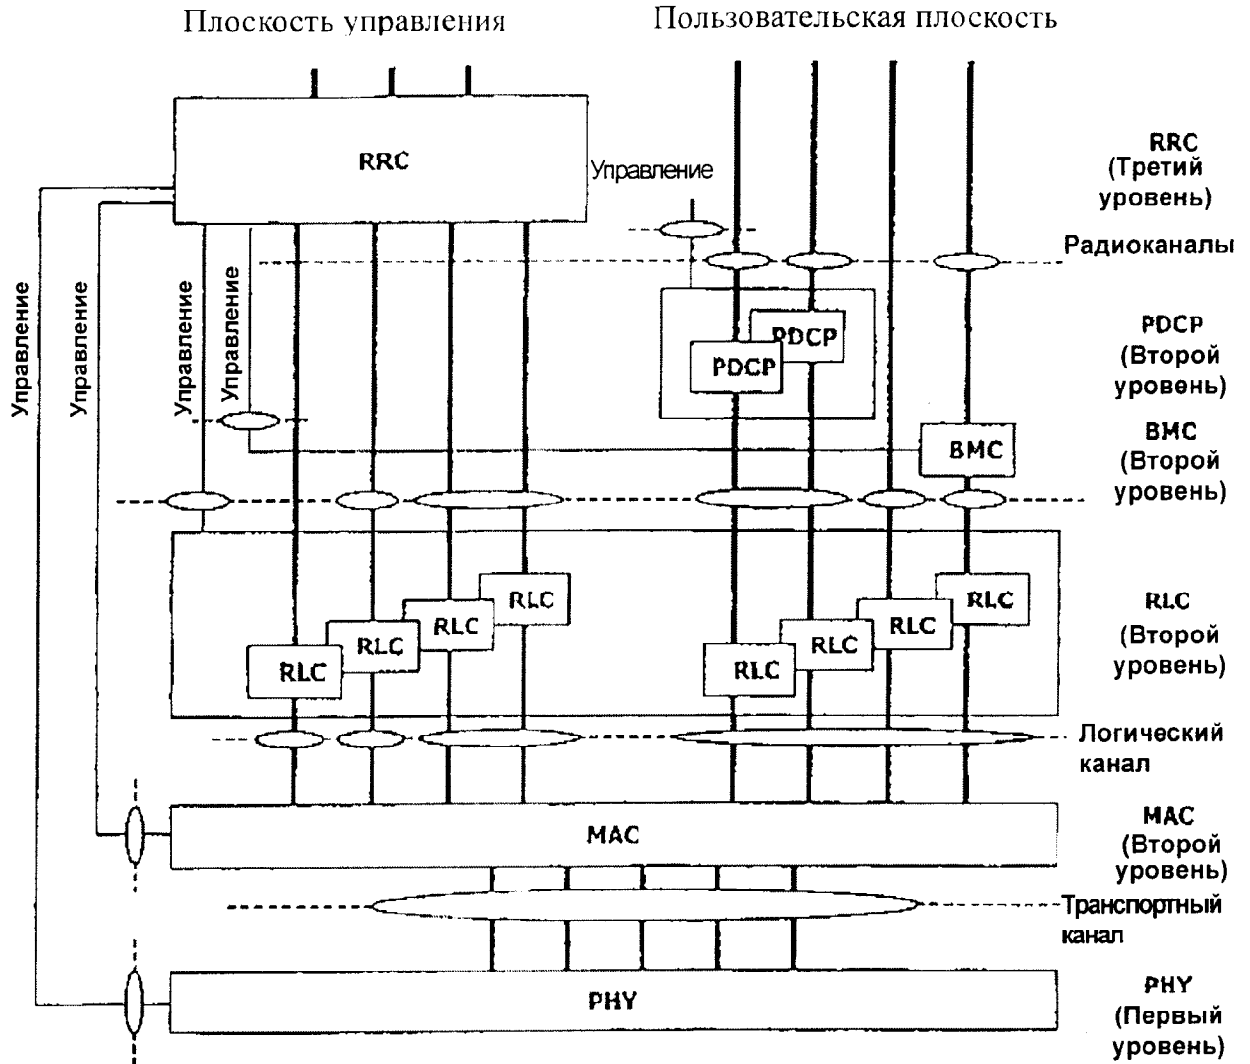 Плоскость управления
Пользовательская плоскость
RRC
Управление
RRC
(Третий
уровень)
Радиоканалы
Управление
Управление
Управление
Управление
PDCP
PDCP
PDCP
(Второй
уровень)
BMC
BMC
(Второй
уровень)
RLC
RLC
RLC
RLC
RLC
RLC
RLC
RLC
RLC
(Второй
уровень)
Логический
канал
MAC
MAC
(Второй
уровень)
Транспортный
канал
PHY
PHY
(Первый
уровень)